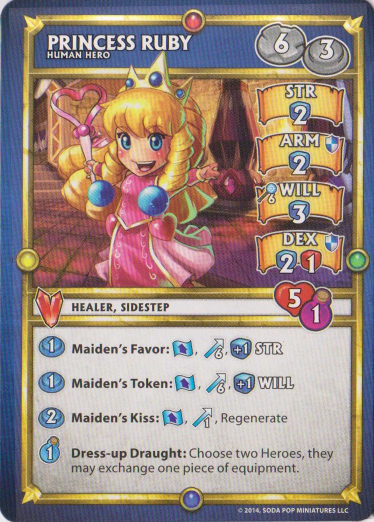 PRINCESS RUBY
HUMAN HERO
6 3
STR
2
ARM
2
6 WILL
3
DEX
2 1
HEALER, SIDESTEP
5
1
1 Maiden's Favor: , 6, +1 STR
1 Maiden's Token: , 6, +1 WILL
2 Maiden's Kiss: , 1, Regenerate
1 Dress-up Draught: Choose two Heroes, they
may exchange one piece of equipment.
© 2014, SODA POP MINIATURES LLC